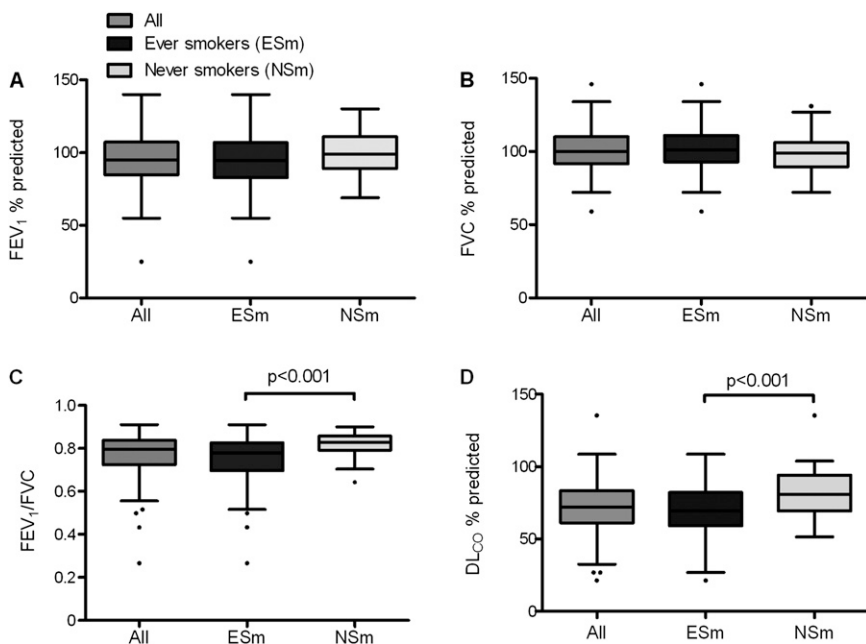 All
Ever smokers (ESm)
Never smokers (NSm)
A
FEV₁ % predicted
150
100
50
0
All ESm NSm
B
FVC % predicted
150
100
50
0
All ESm NSm
C
p<0.001
FEV₁/FVC
1.0
0.8
0.6
0.4
0.2
0
All ESm NSm
D
p<0.001
DL_CO % predicted
150
100
50
0
All ESm NSm